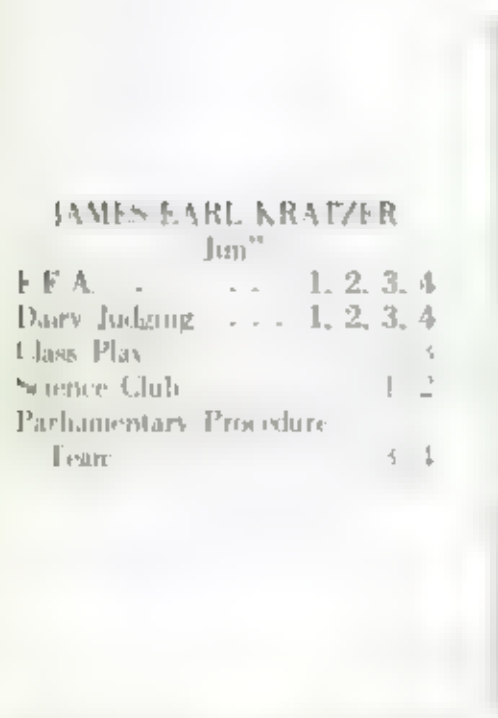 JAMES EARL KRATZER
"Jim"
F. F. A. . . . 1, 2, 3, 4
Dairy Judging . . . 1, 2, 3, 4
Class Play 3
Science Club 1, 2
Parliamentary Procedure
Team 3, 4